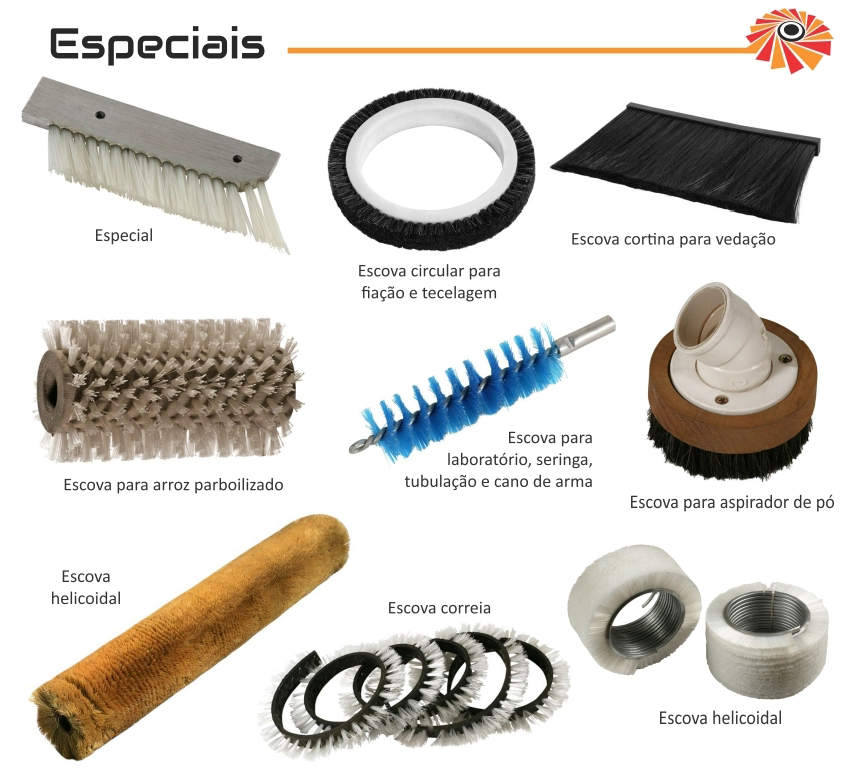 Especiais
Especial
Escova circular para
fiação e tecelagem
Escova cortina para vedação
Escova para arroz parboilizado
Escova para
laboratório, seringa,
tubulação e cano de arma
Escova para aspirador de pó
Escova
helicoidal
Escova correia
Escova helicoidal